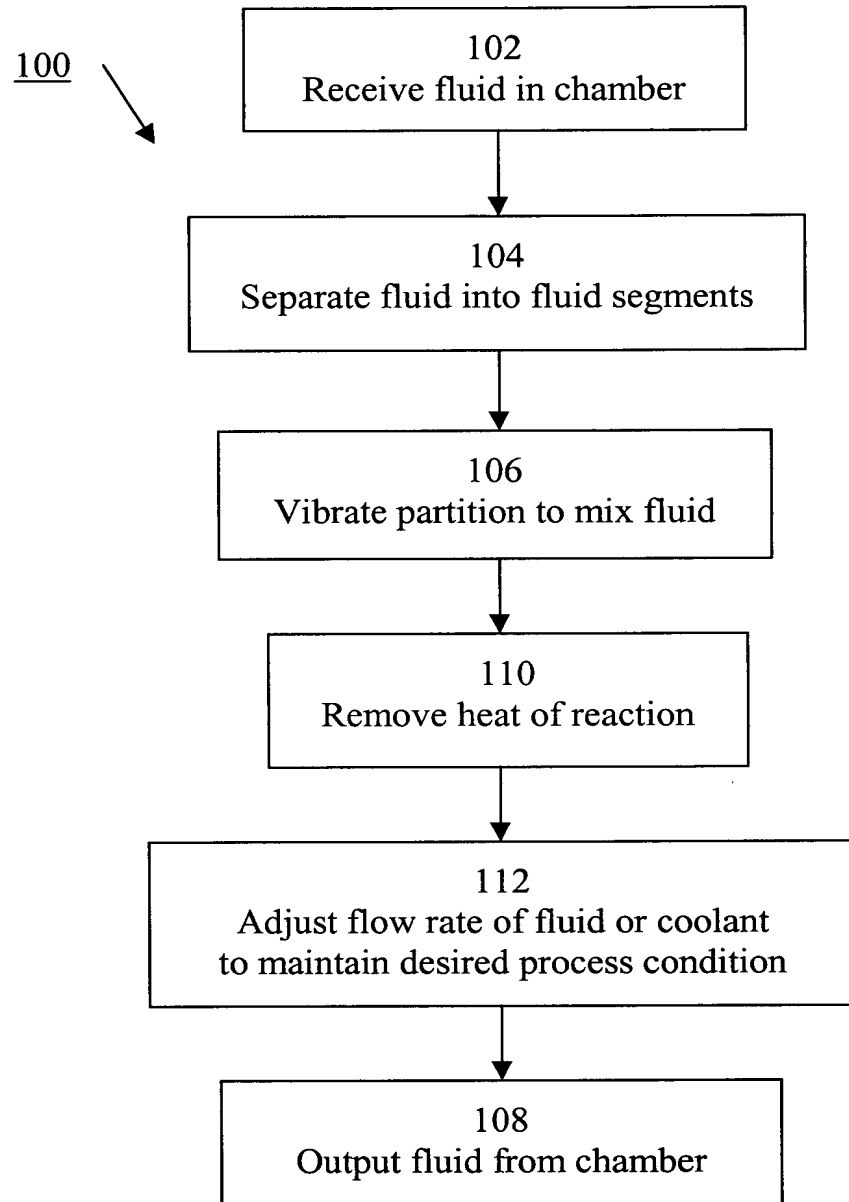 100
102
Receive fluid in chamber
104
Separate fluid into fluid segments
106
Vibrate partition to mix fluid
110
Remove heat of reaction
112
Adjust flow rate of fluid or coolant
to maintain desired process condition
108
Output fluid from chamber